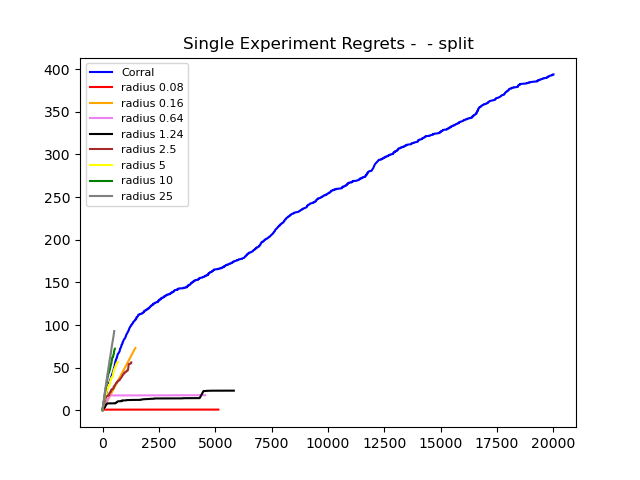 Single Experiment Regrets -  - split
400
350
300
250
200
150
100
50
0
Corral
radius 0.08
radius 0.16
radius 0.64
radius 1.24
radius 2.5
radius 5
radius 10
radius 25
0 2500 5000 7500 10000 12500 15000 17500 20000